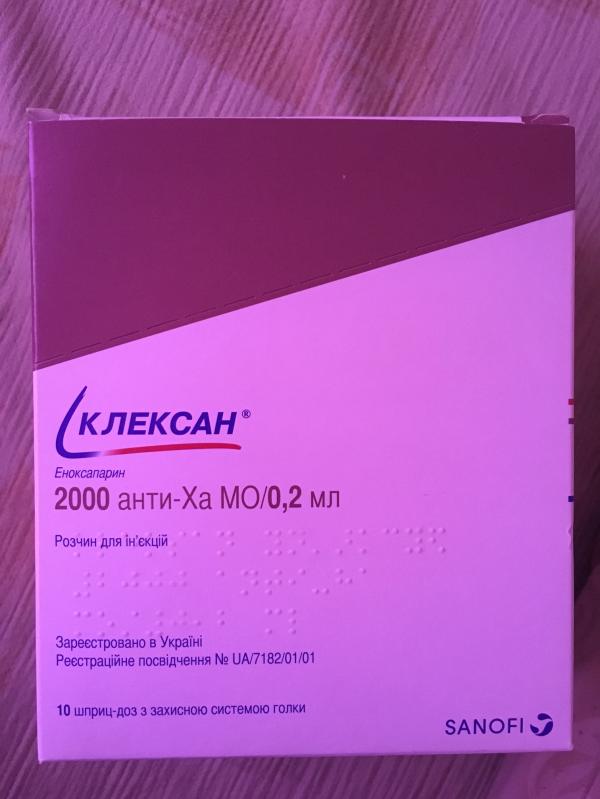 КЛЕКСАН®
Еноксапарин
2000 анти-Ха МО/0,2 мл
Розчин для ін'єкцій
Зареєстровано в Україні
Реєстраційне посвідчення № UA/7182/01/01
10 шприц-доз з захисною системою голки
SANOFI